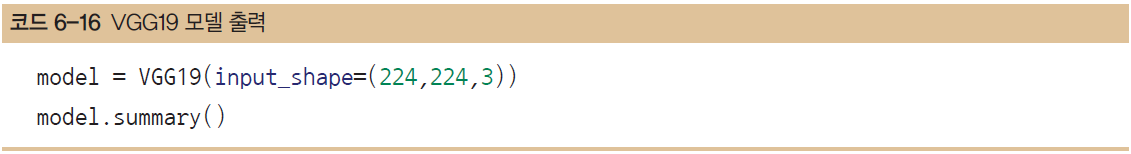 코드 6-16 VGG19 모델 출력
model = VGG19(input_shape=(224,224,3))
model.summary()